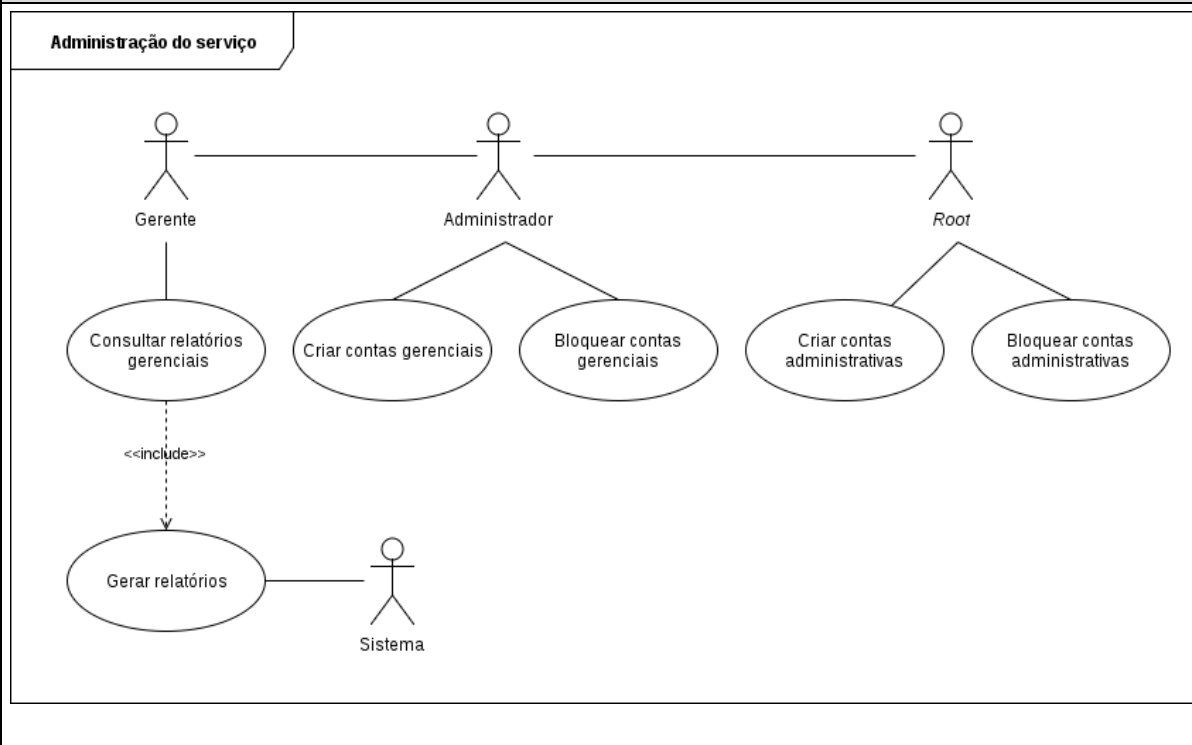 Administração do serviço
Gerente
Administrador
Root
Consultar relatórios
gerenciais
Criar contas gerenciais
Bloquear contas
gerenciais
Criar contas
administrativas
Bloquear contas
administrativas
<<include>>
Gerar relatórios
Sistema